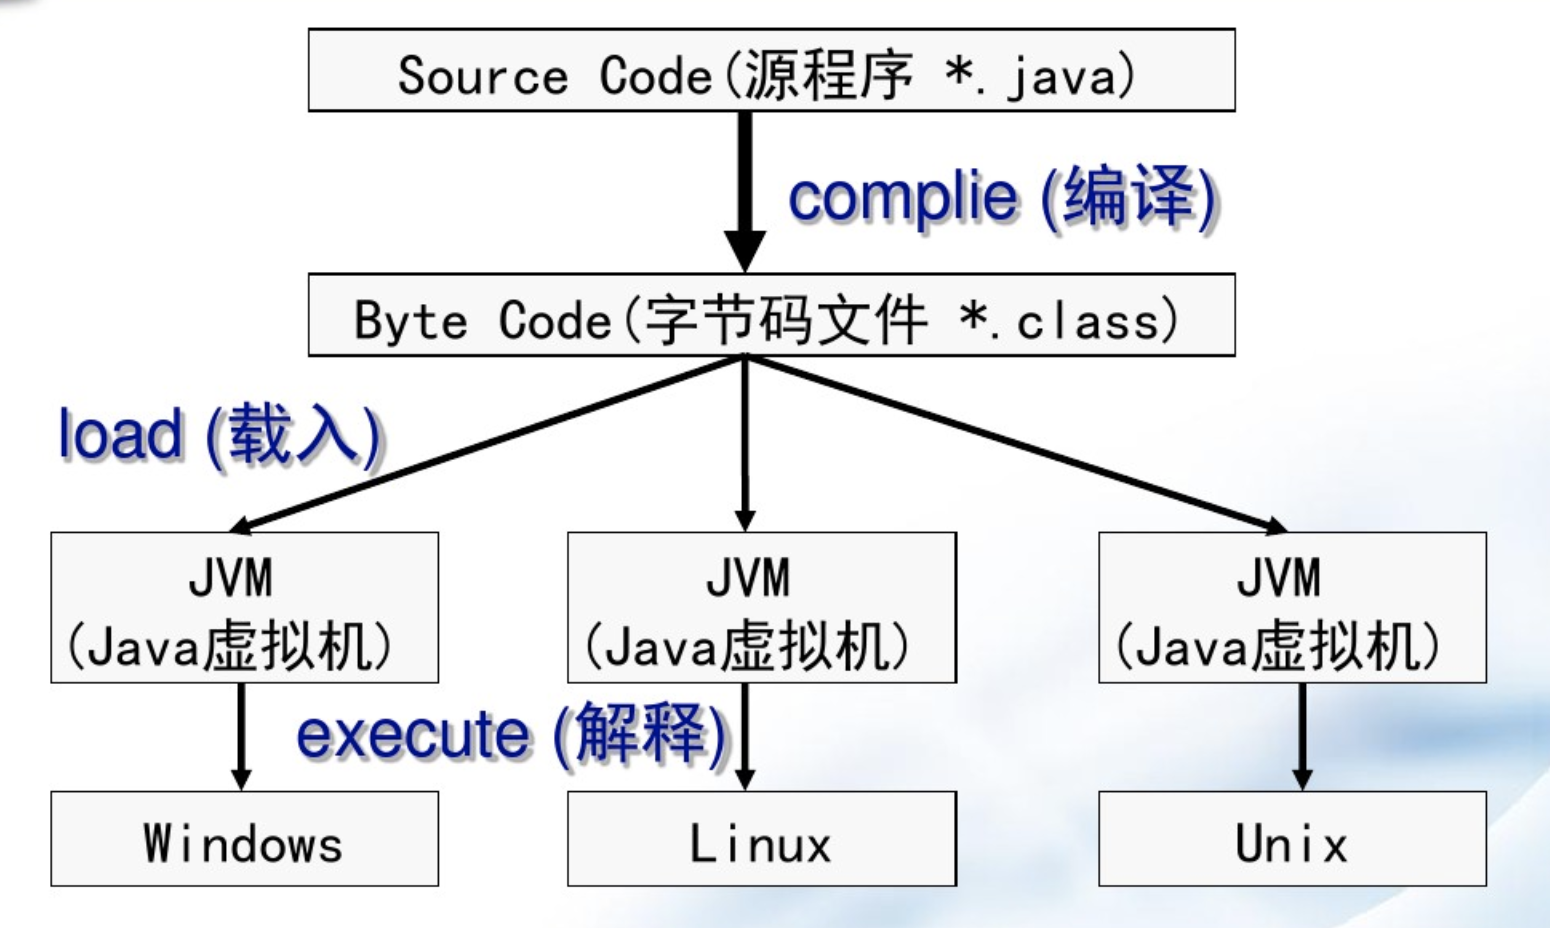 Source Code(源程序 *.java)
complie (编译)
Byte Code(字节码文件 *.class)
load (载入)
JVM
(Java虚拟机)
JVM
(Java虚拟机)
JVM
(Java虚拟机)
execute (解释)
Windows
Linux
Unix